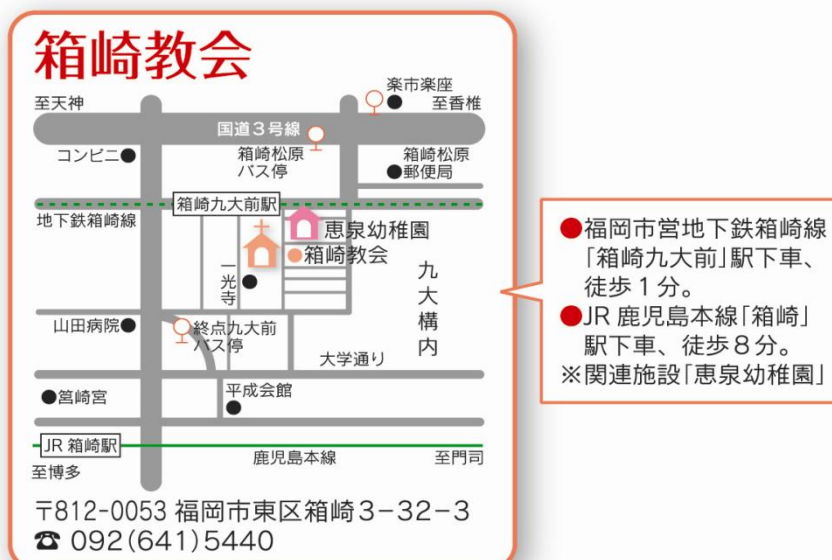 箱崎教会
楽市楽座
至天神
至香椎
国道3号線
コンビニ
箱崎松原
バス停
箱崎松原
郵便局
箱崎九大前駅
地下鉄箱崎線
恵泉幼稚園
箱崎教会
一光寺
九大構内
山田病院
終点九大前
バス停
大学通り
筥崎宮
平成会館
JR 箱崎駅
鹿児島本線
至博多
至門司
〒812-0053 福岡市東区箱崎3-32-3
☎ 092(641)5440
●福岡市営地下鉄箱崎線
「箱崎九大前」駅下車、
徒歩1分。
●JR 鹿児島本線「箱崎」
駅下車、徒歩8分。
※関連施設「恵泉幼稚園」